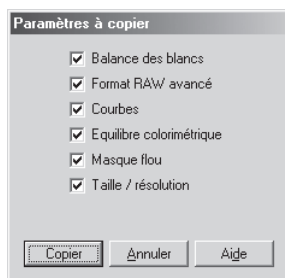 Paramètres à copier
Balance des blancs
Format RAW avancé
Courbes
Equilibre colorimétrique
Masque flou
Taille / résolution
Copier Annuler Aide